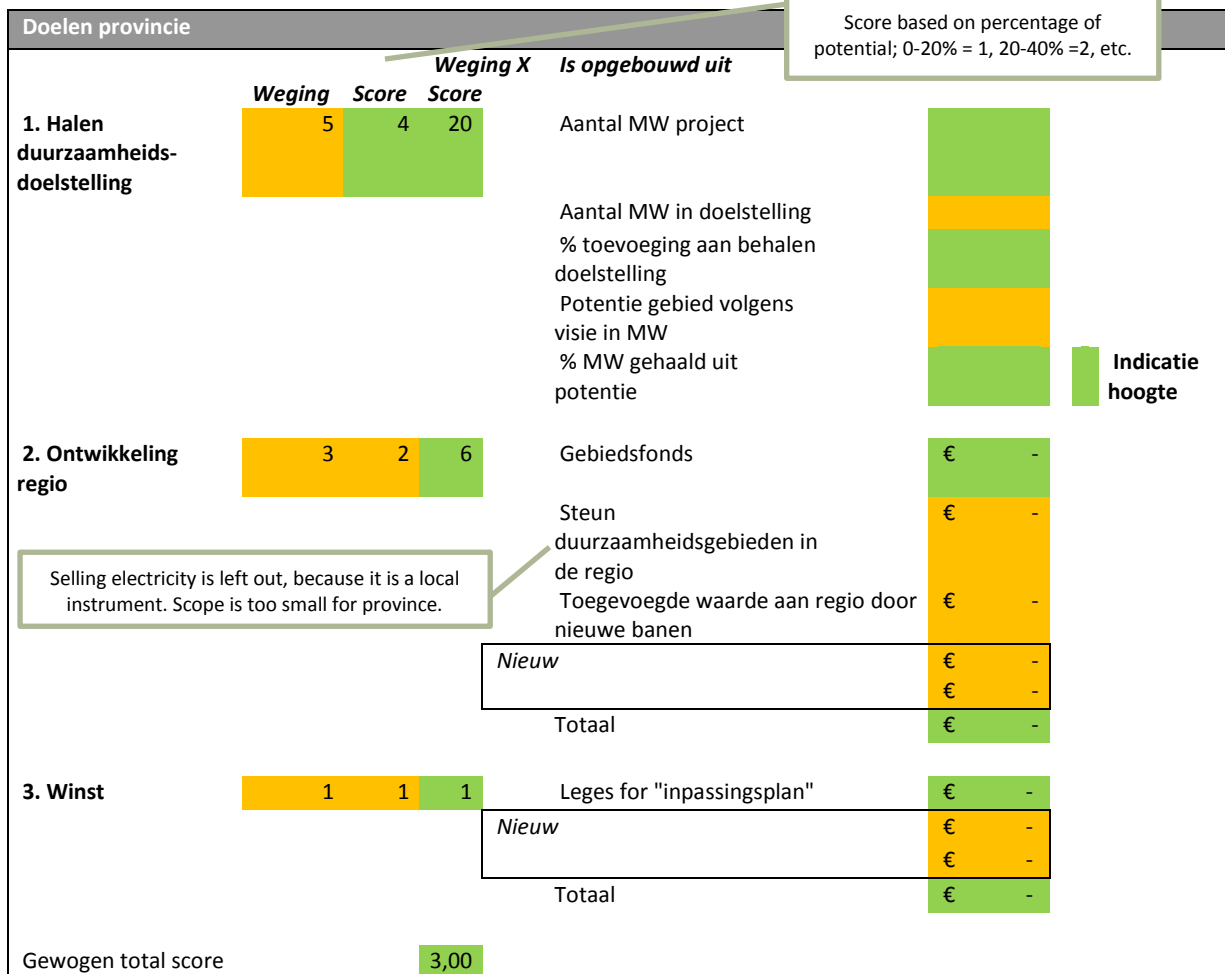 Doelen provincie
Score based on percentage of
potential; 0-20% = 1, 20-40% =2, etc.
Weging X Is opgebouwd uit
Weging Score Score
1. Halen 5 4 20 Aantal MW project
duurzaamheids-
doelstelling
Aantal MW in doelstelling
% toevoeging aan behalen
doelstelling
Potentie gebied volgens
visie in MW
% MW gehaald uit Indicatie
potentie hoogte
2. Ontwikkeling 3 2 6 Gebiedsfonds € -
regio
Steun € -
duurzaamheidsgebieden in
de regio
Selling electricity is left out, because it is a local
instrument. Scope is too small for province.
Toegevoegde waarde aan regio door € -
nieuwe banen
Nieuw € -
€ -
Totaal € -
3. Winst 1 1 1 Leges for "inpassingsplan" € -
Nieuw € -
€ -
Totaal € -
Gewogen total score 3,00